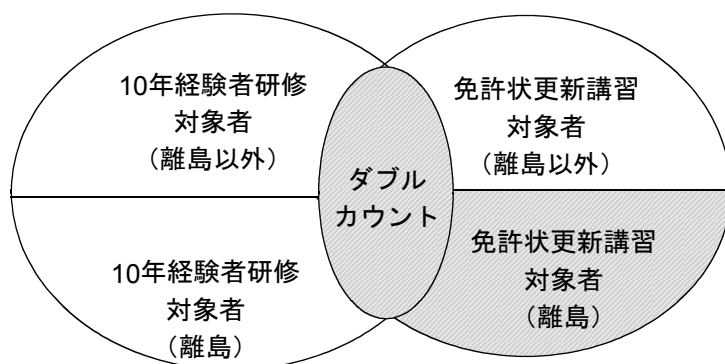 10年経験者研修
対象者
（離島以外）
免許状更新講習
対象者
（離島以外）
ダブル
カウント
10年経験者研修
対象者
（離島）
免許状更新講習
対象者
（離島）